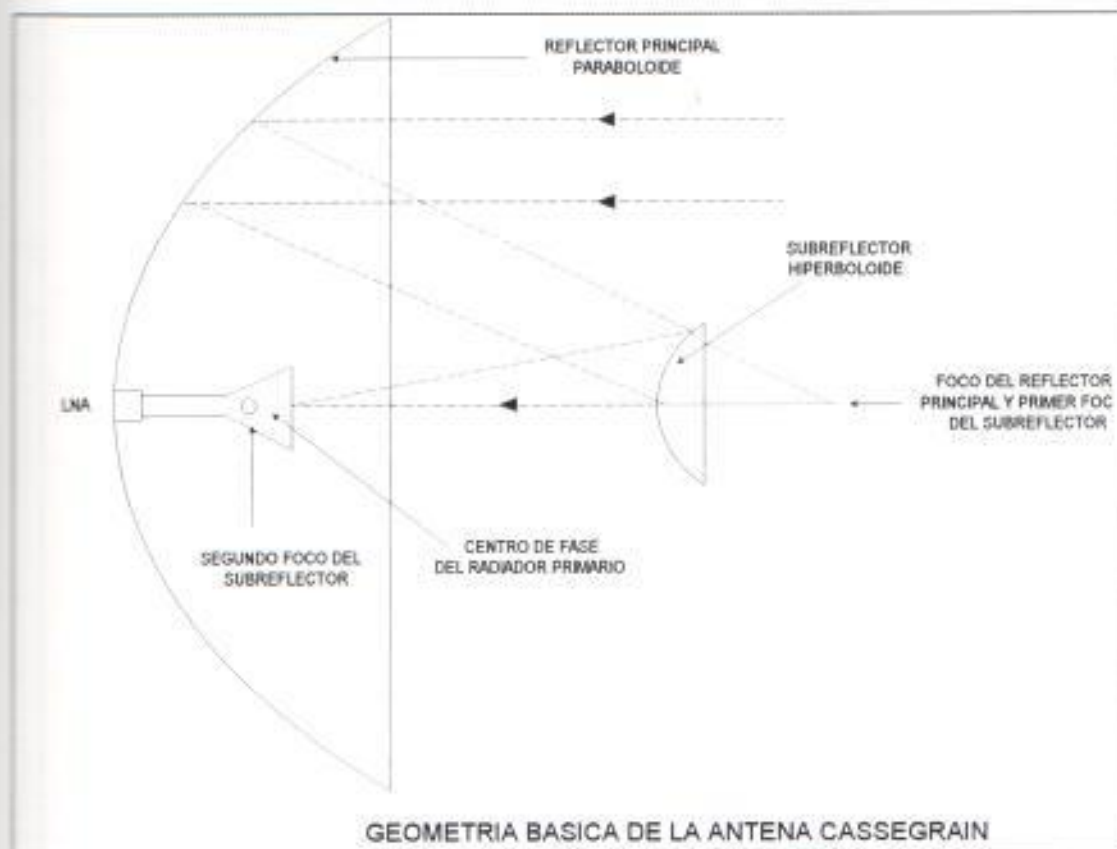 REFLECTOR PRINCIPAL
PARABOLOIDE
SUBREFLECTOR
HIPERBOLOIDE
LNA
FOCO DEL REFLECTOR
PRINCIPAL Y PRIMER FOC
DEL SUBREFLECTOR
SEGUNDO FOCO DEL
SUBREFLECTOR
CENTRO DE FASE
DEL RADIADOR PRIMARIO
GEOMETRIA BASICA DE LA ANTENA CASSEGRAIN